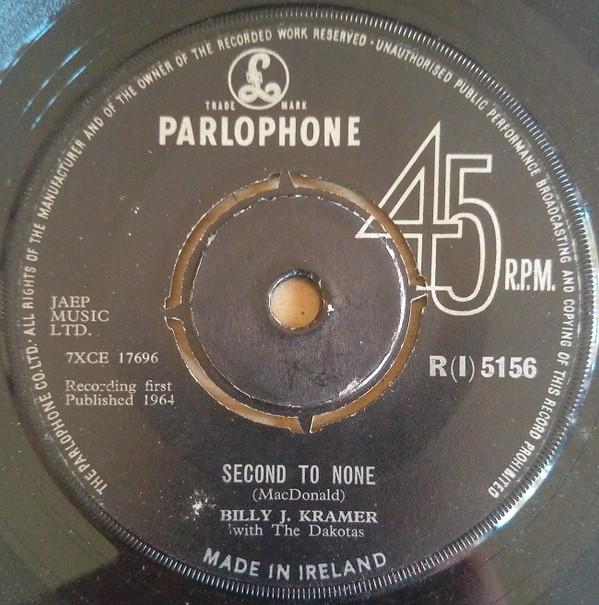 THE PARLOPHONE CO.LTD. ALL RIGHTS OF THE MANUFACTURER AND OF THE OWNER OF THE RECORDED WORK RESERVED · UNAUTHORISED PUBLIC PERFORMANCE BROADCASTING AND COPYING OF THIS RECORD PROHIBITED
£
TRADE MARK
PARLOPHONE
45
R.P.M.
JAEP
MUSIC
LTD.
7XCE 17696
R(I) 5156
Recording first
Published 1964
SECOND TO NONE
(MacDonald)
BILLY J. KRAMER
with The Dakotas
MADE IN IRELAND